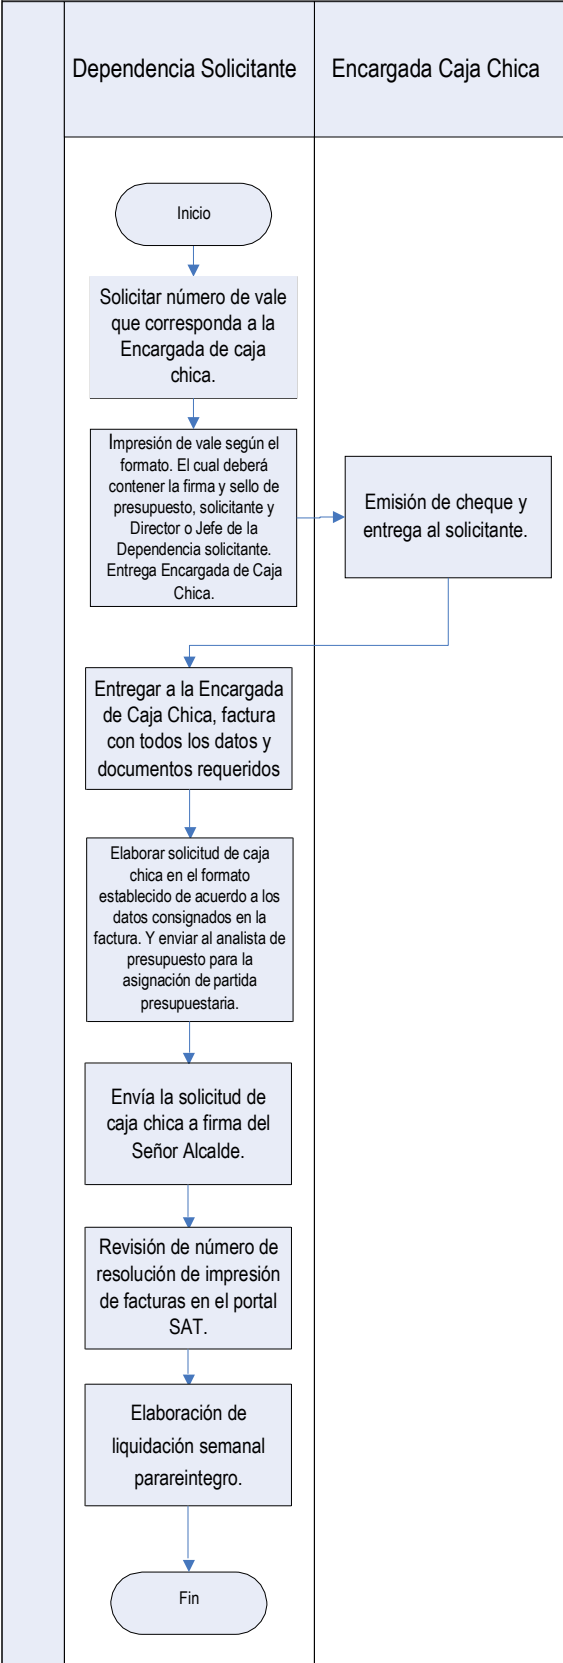 Dependencia Solicitante
Encargada Caja Chica
Inicio
Solicitar número de vale
que corresponda a la
Encargada de caja
chica.
Impresión de vale según el
formato. El cual deberá
contener la firma y sello de
presupuesto, solicitante y
Director o Jefe de la
Dependencia solicitante.
Entrega Encargada de Caja
Chica.
Emisión de cheque y
entrega al solicitante.
Entregar a la Encargada
de Caja Chica, factura
con todos los datos y
documentos requeridos
Elaborar solicitud de caja
chica en el formato
establecido de acuerdo a los
datos consignados en la
factura. Y enviar al analista de
presupuesto para la
asignación de partida
presupuestaria.
Envía la solicitud de
caja chica a firma del
Señor Alcalde.
Revisión de número de
resolución de impresión
de facturas en el portal
SAT.
Elaboración de
liquidación semanal
parareintegro.
Fin